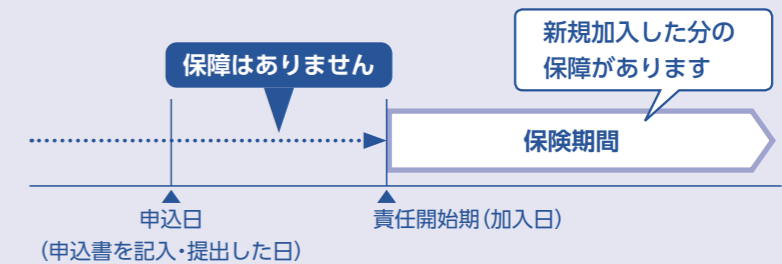 新規加入した分の
保障があります
保障はありません
保険期間
申込日
(申込書を記入・提出した日)
責任開始期(加入日)